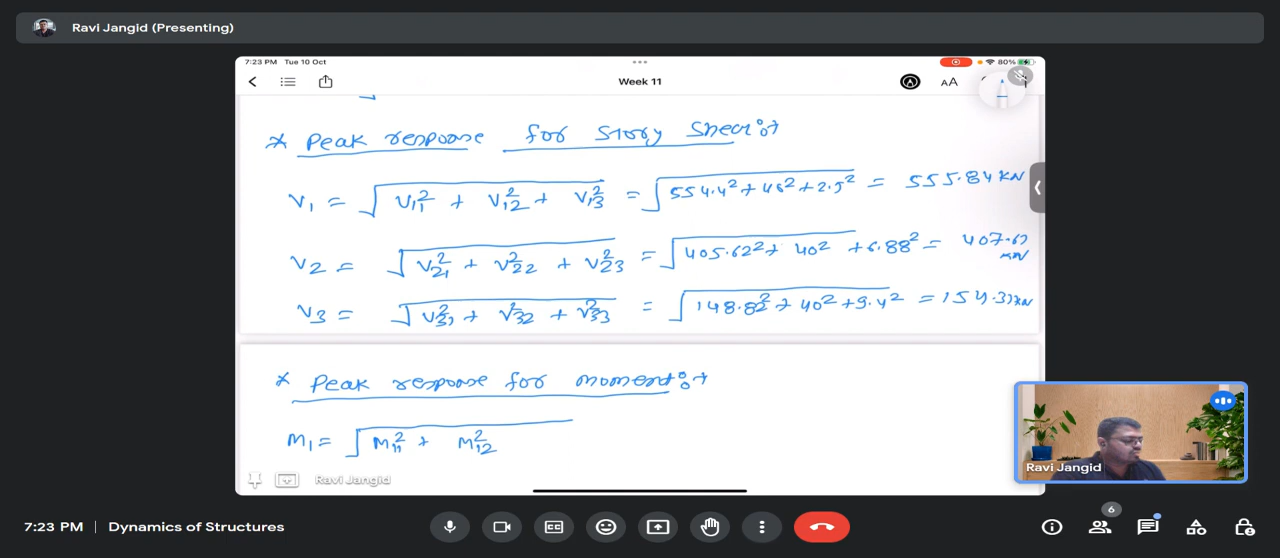 Ravi Jangid (Presenting)
7:23 PM Tue 10 Oct
80%
Week 11
AA
* Peak response for Story Shear :→
V₁ = √(V₁₁² + V₁₂² + V₁₃²) = √(554.4² + 40² + 2.5²) = 555.84 KN
V₂ = √(V₂₁² + V₂₂² + V₂₃²) = √(405.62² + 40² + 6.88²) = 407.67 KN
V₃ = √(V₃₁² + V₃₂² + V₃₃²) = √(148.82² + 40² + 9.4²) = 154.37 KN
* Peak response for moment :→
M₁ = √(M₁₁² + M₁₂²
Ravi Jangid
Ravi Jangid
7:23 PM | Dynamics of Structures
CC
6